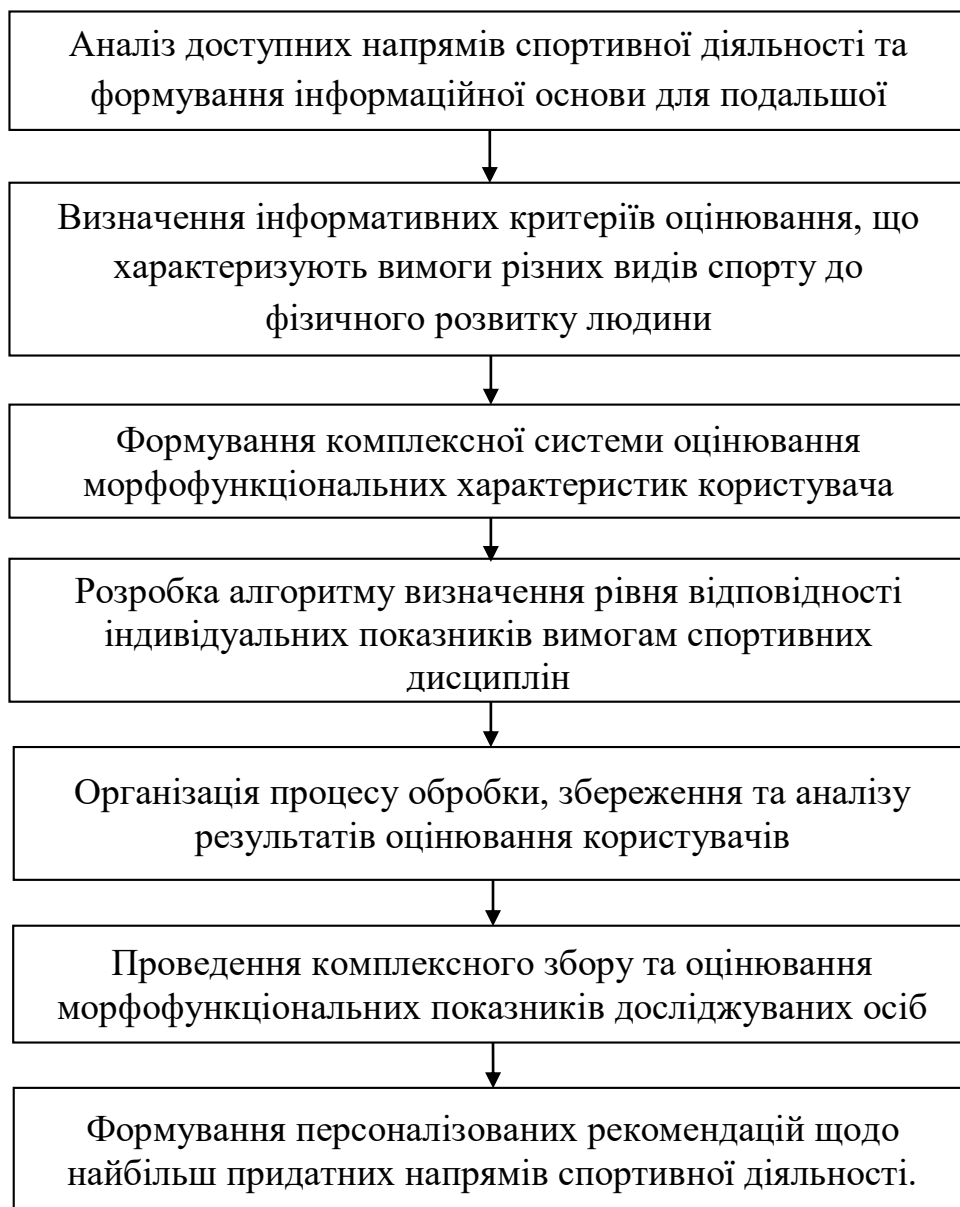 Аналіз доступних напрямів спортивної діяльності та
формування інформаційної основи для подальшої
Визначення інформативних критеріїв оцінювання, що
характеризують вимоги різних видів спорту до
фізичного розвитку людини
Формування комплексної системи оцінювання
морфофункціональних характеристик користувача
Розробка алгоритму визначення рівня відповідності
індивідуальних показників вимогам спортивних
дисциплін
Організація процесу обробки, збереження та аналізу
результатів оцінювання користувачів
Проведення комплексного збору та оцінювання
морфофункціональних показників досліджуваних осіб
Формування персоналізованих рекомендацій щодо
найбільш придатних напрямів спортивної діяльності.